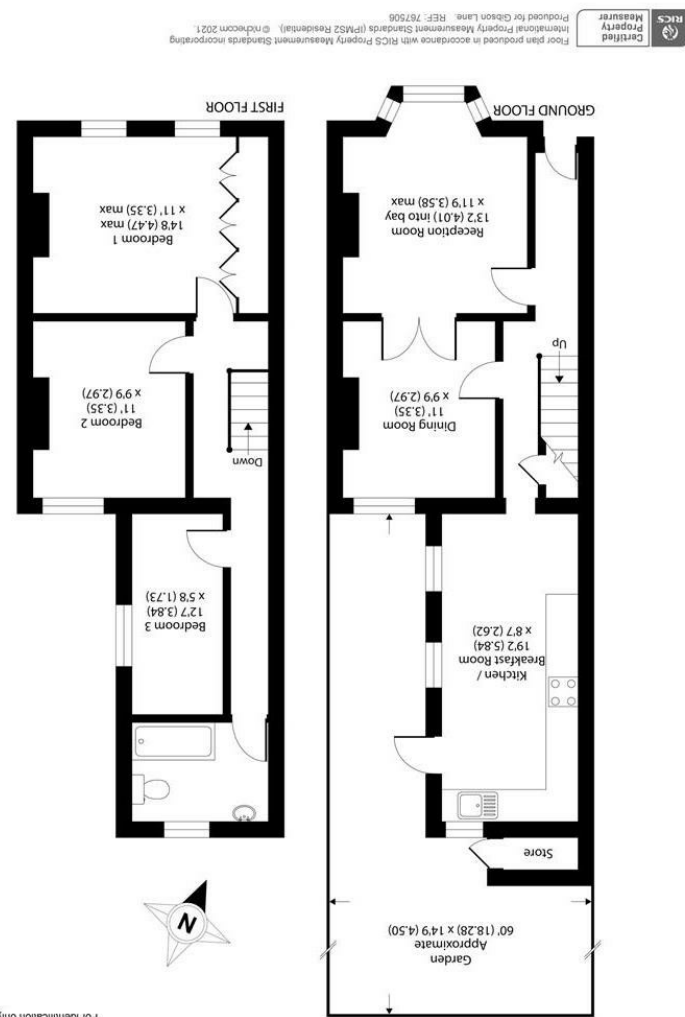 For identification only
Garden
Approximate
60' (18.28) x 14'9 (4.50)
Store
Kitchen /
Breakfast Room
19'2 (5.84)
x 8'7 (2.62)
Dining Room
11' (3.35)
x 9'9 (2.97)
Up
Reception Room
13'2 (4.01) into bay
x 11'9 (3.58) max
GROUND FLOOR
N
Bedroom 3
12'7 (3.84)
x 5'8 (1.73)
Down
Bedroom 2
11' (3.35)
x 9'9 (2.97)
Bedroom 1
14'8 (4.47) max
x 11' (3.35) max
FIRST FLOOR
RICS
Certified
Property
Measurer
Floor plan produced in accordance with RICS Property Measurement Standards incorporating
International Property Measurement Standards (IPMS2 Residential). © nichecom 2021.
Produced for Gibson Lane. REF: 767506